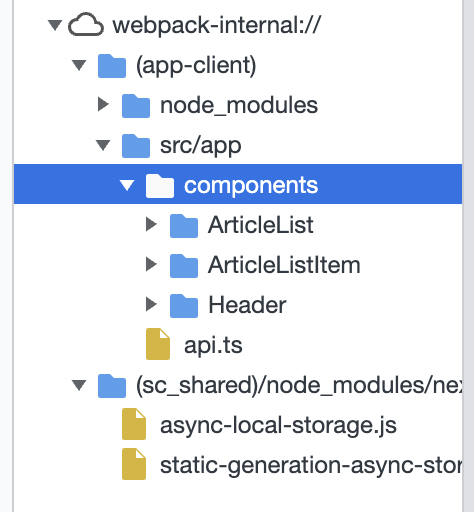 webpack-internal://
(app-client)
node_modules
src/app
components
ArticleList
ArticleListItem
Header
api.ts
(sc_shared)/node_modules/nex
async-local-storage.js
static-generation-async-stor